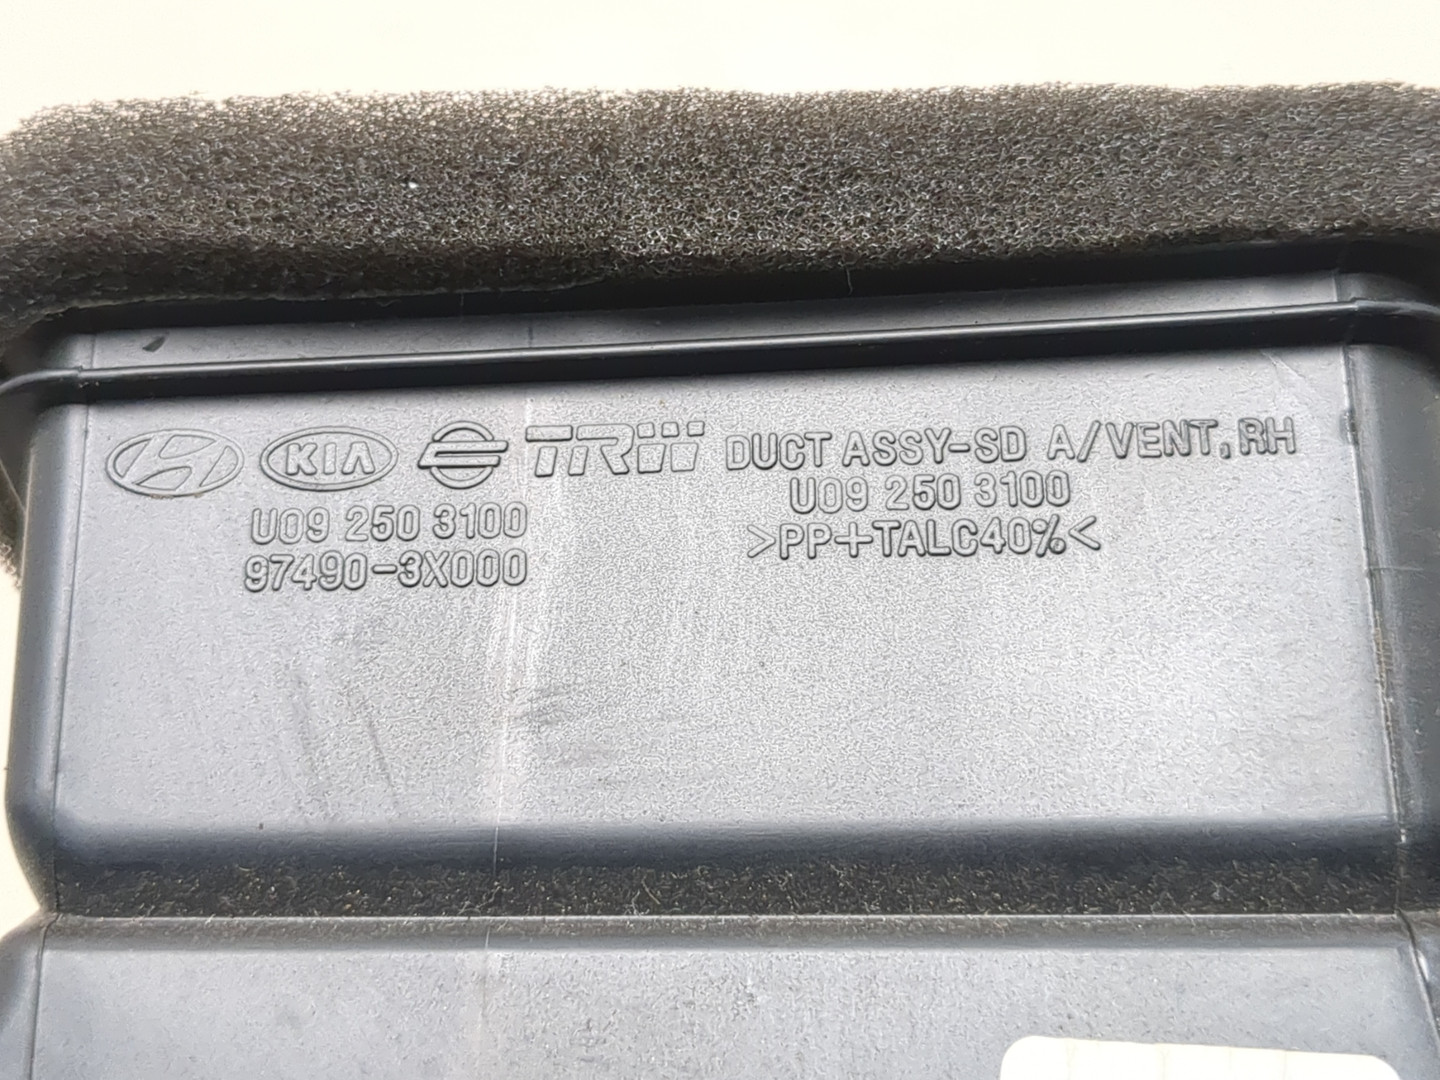 KIA TRW DUCT ASSY-SD A/VENT, RH
U09 250 3100
97490-3X000
U09 250 3100
>PP+TALC40%<